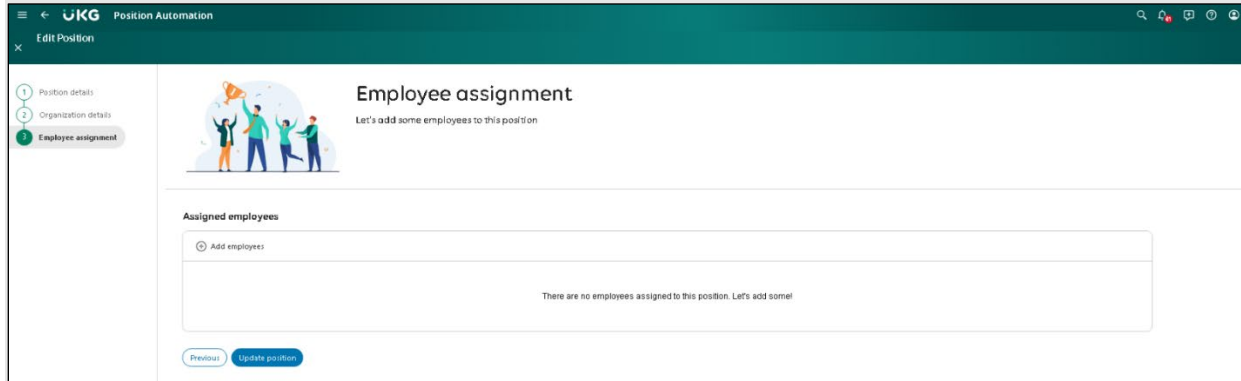 UKG Position Automation
41
Edit Position
1 Position details
2 Organization details
3 Employee assignment
Employee assignment
Let's add some employees to this position
Assigned employees
Add employees
There are no employees assigned to this position. Let's add some!
Previous Update position